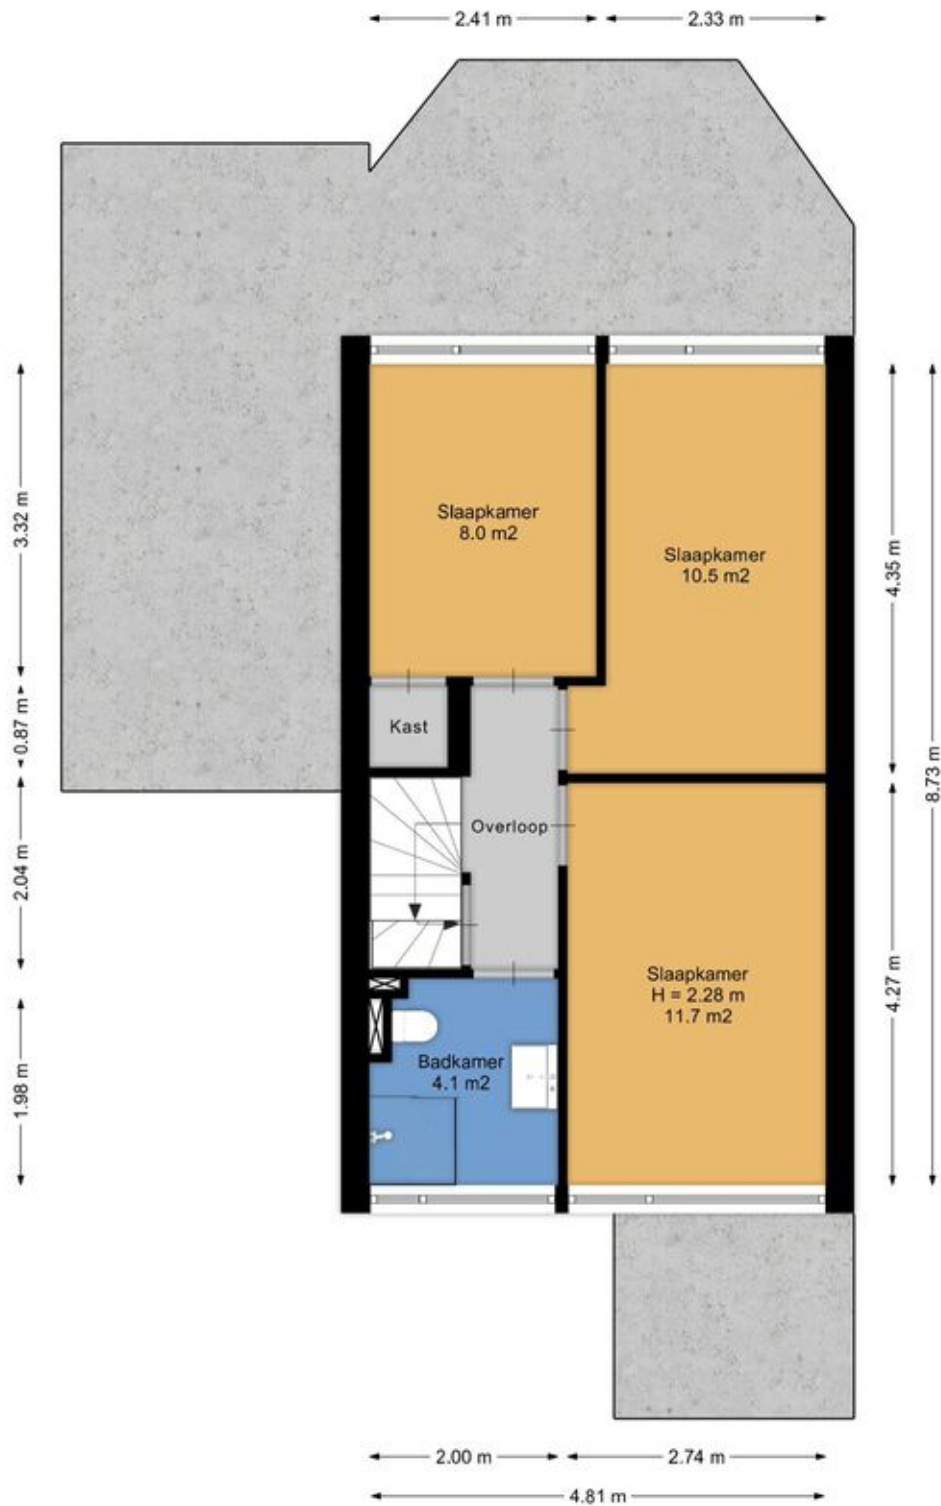 2.41 m
2.33 m
3.32 m
0.87 m
2.04 m
1.98 m
Slaapkamer
8.0 m2
Slaapkamer
10.5 m2
4.35 m
8.73 m
Kast
Overloop
Slaapkamer
H = 2.28 m
11.7 m2
4.27 m
Badkamer
4.1 m2
2.00 m
2.74 m
4.81 m